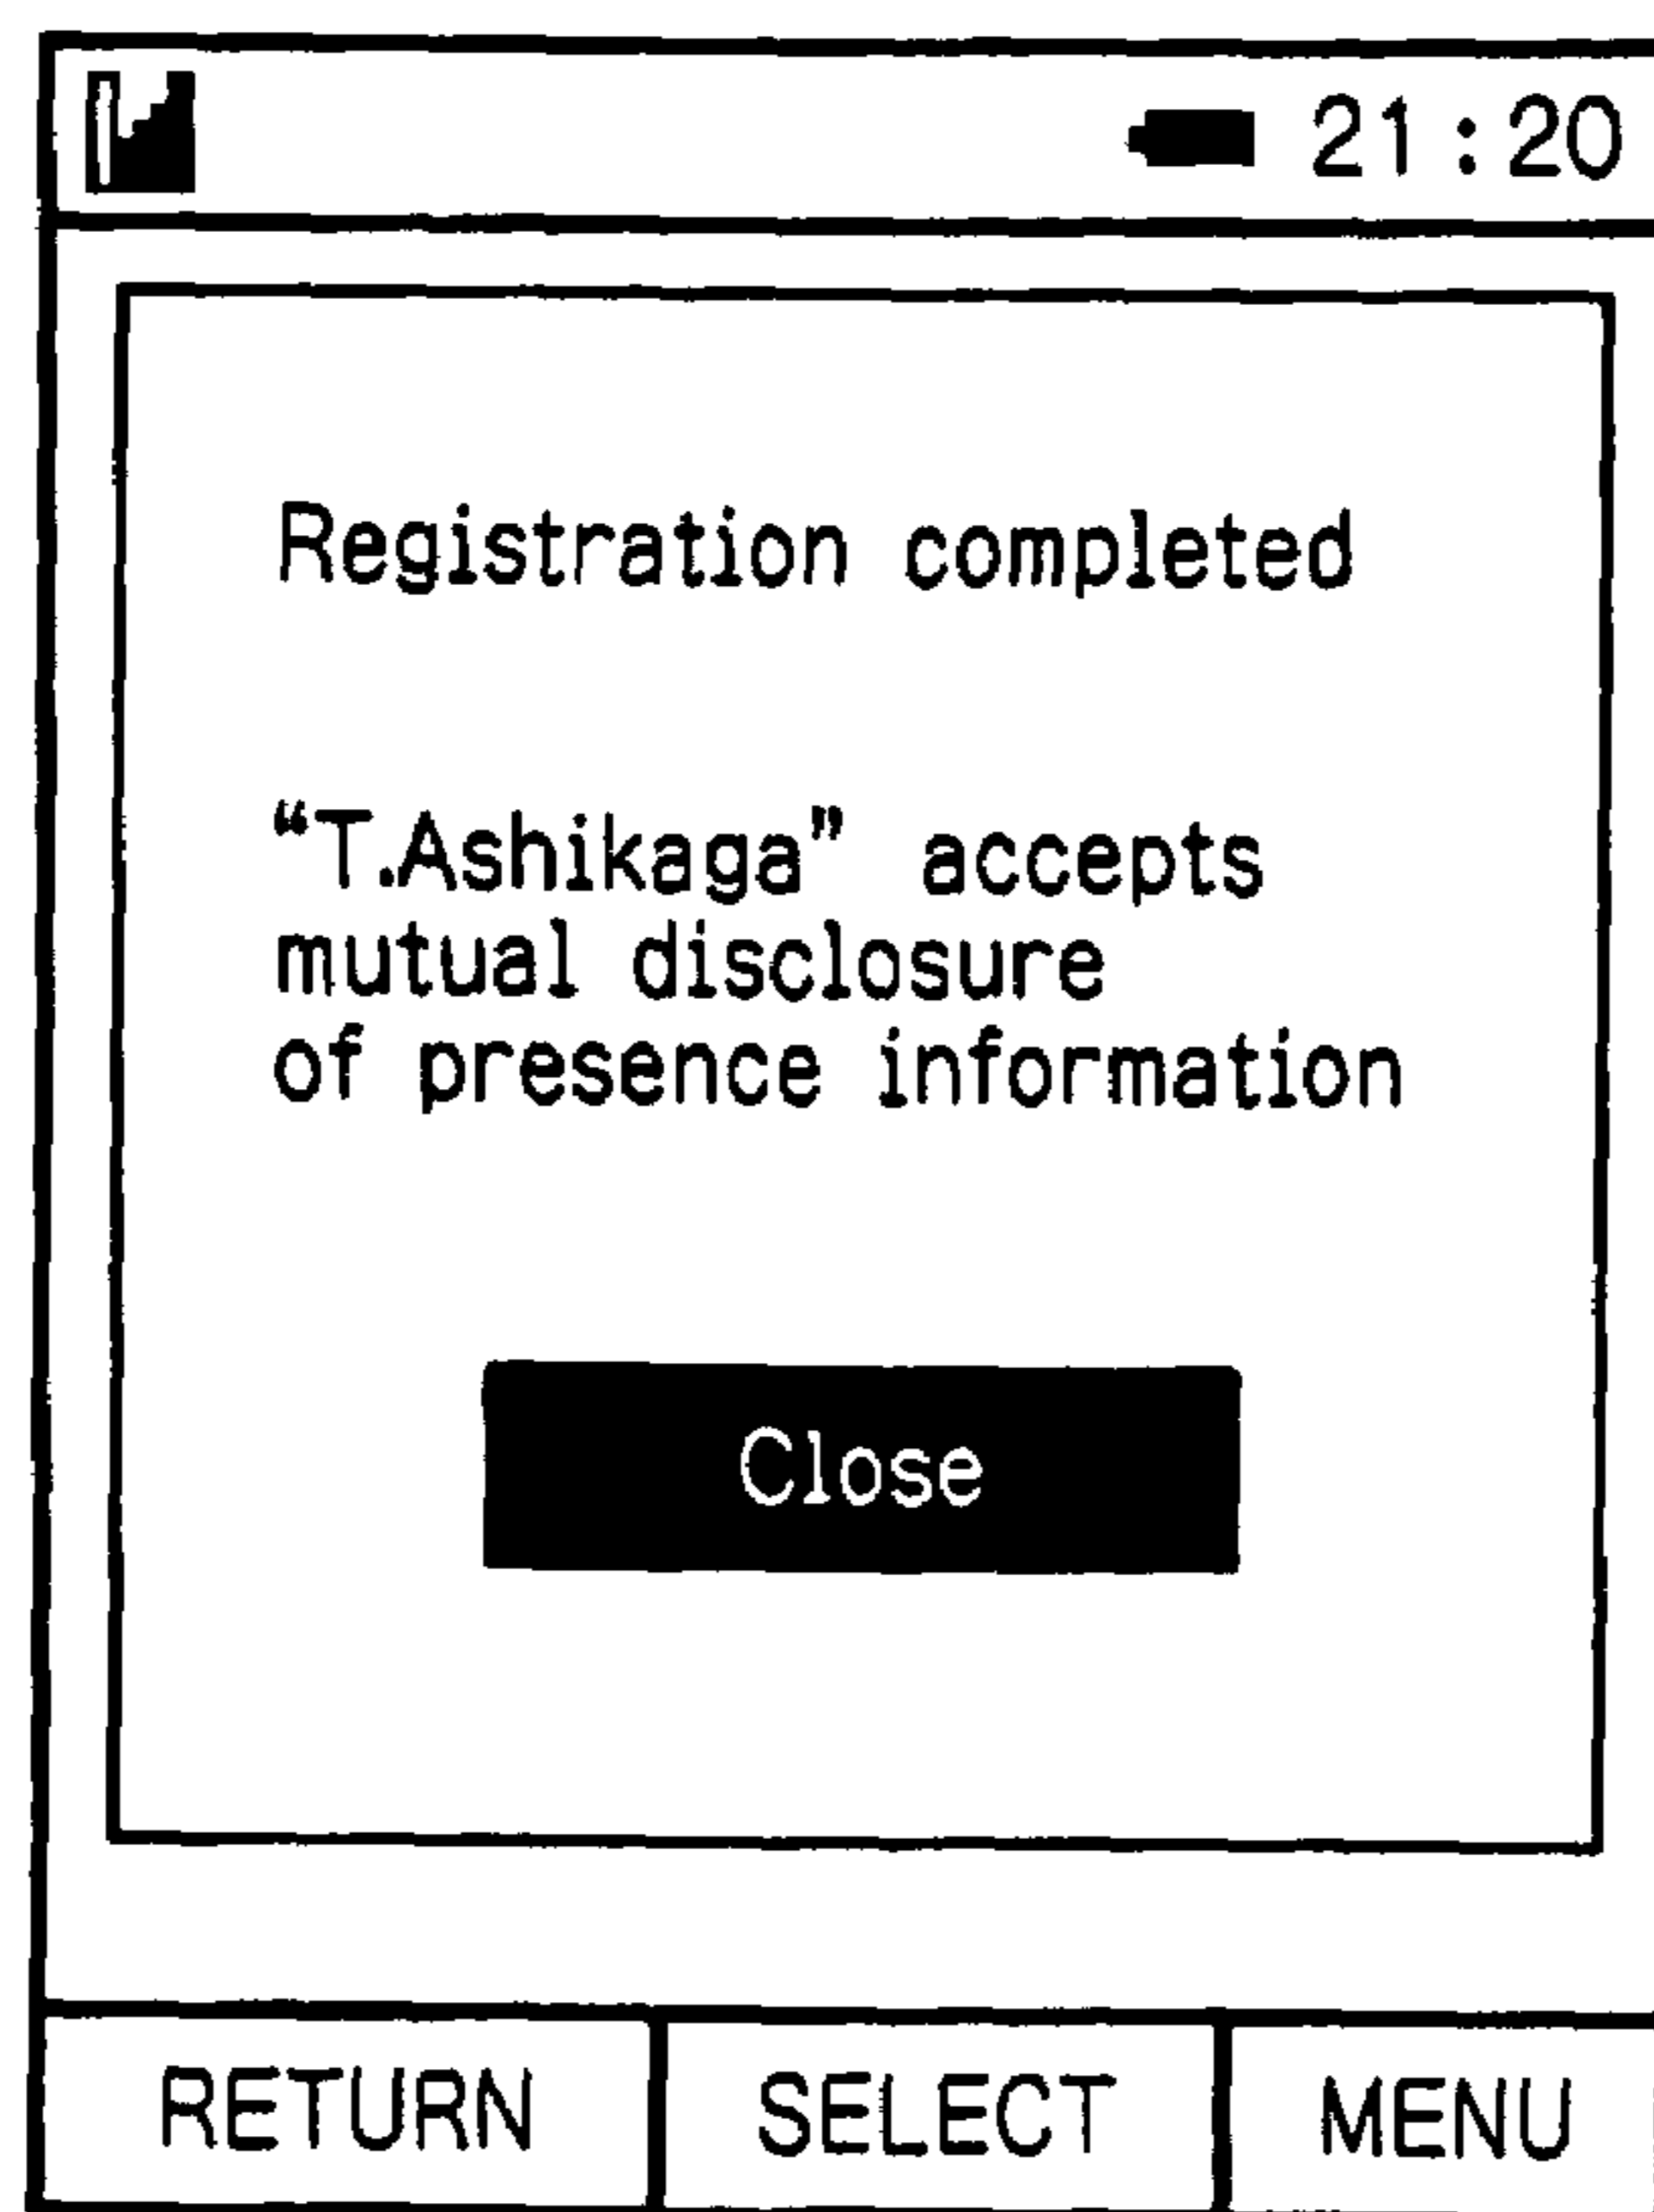 21:20
Registration completed
“T.Ashikaga” accepts
mutual disclosure
of presence information
Close
RETURN
SELECT
MENU